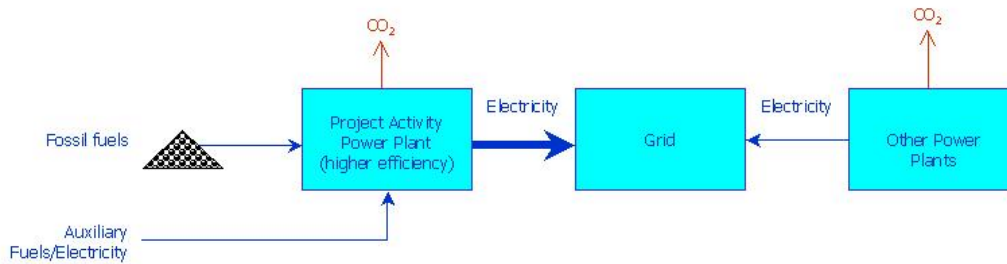 CO₂
CO₂
Fossil fuels
Project Activity
Power Plant
(higher efficiency)
Electricity
Grid
Electricity
Other Power
Plants
Auxiliary
Fuels/Electricity